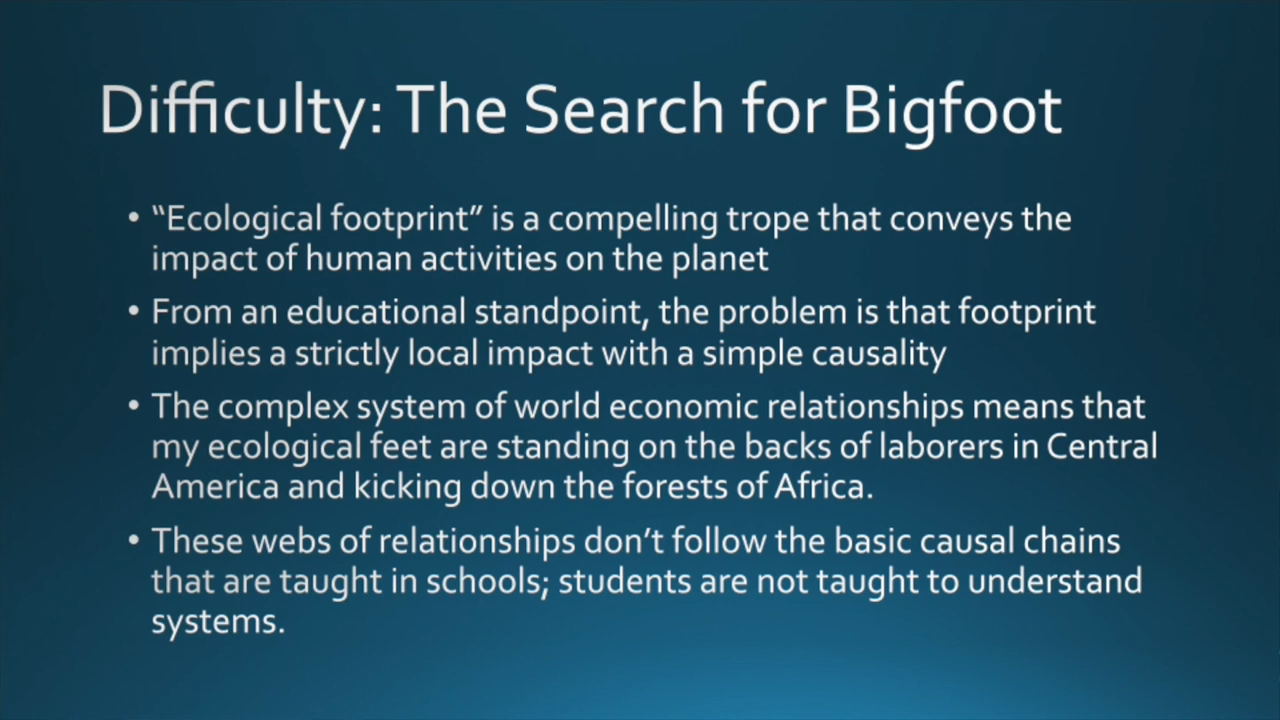 Difficulty: The Search for Bigfoot
• “Ecological footprint” is a compelling trope that conveys the
impact of human activities on the planet
• From an educational standpoint, the problem is that footprint
implies a strictly local impact with a simple causality
• The complex system of world economic relationships means that
my ecological feet are standing on the backs of laborers in Central
America and kicking down the forests of Africa.
• These webs of relationships don’t follow the basic causal chains
that are taught in schools; students are not taught to understand
systems.